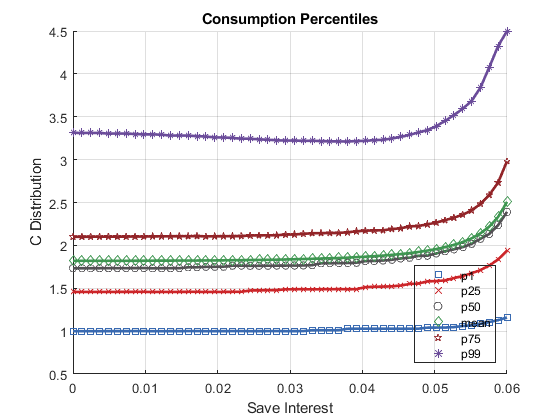 Consumption Percentiles
4.5
4
3.5
3
2.5
2
1.5
1
0.5
C Distribution
p1
p25
p50
mean
p75
p99
0 0.01 0.02 0.03 0.04 0.05 0.06
Save Interest